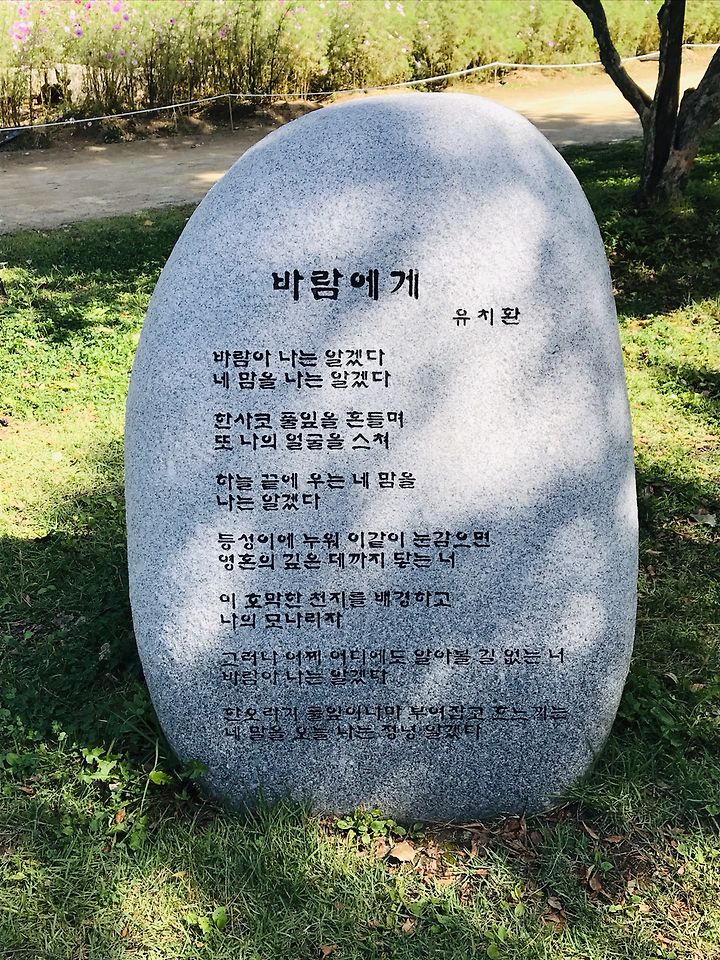 바람에게
유치환
바람아 나는 알겠다
네 맘을 나는 알겠다
한사코 풀잎을 흔들며
또 나의 얼굴을 스쳐
하늘 끝에 우는 네 맘을
나는 알겠다
등성이에 누워 이같이 눈감으면
영혼의 깊은 데까지 닿는 너
이 호막한 천지를 배경하고
나의 모나리자
그러나 어찌 어디에도 안아볼 길 없는 너
바람아 나는 알겠다
한오라기 풀잎이나마 부여잡고 흐느끼는
네 맘을 오늘 나는 정녕 알겠다